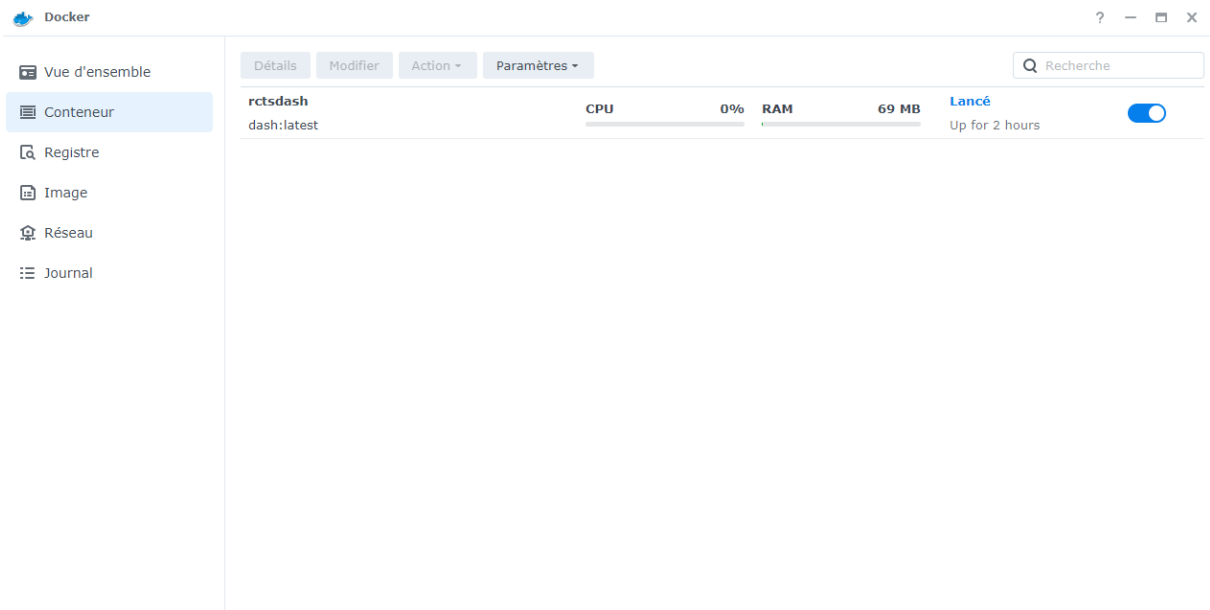 Docker
?
Vue d'ensemble
Conteneur
Registre
Image
Réseau
Journal
Détails Modifier Action Paramètres Recherche
rctsdash
dash:latest
CPU 0% RAM 69 MB
Lancé
Up for 2 hours